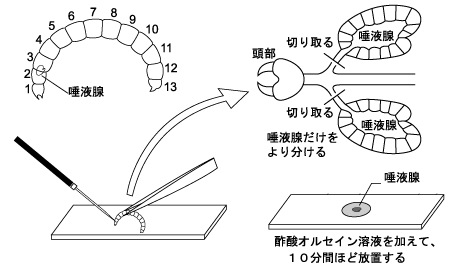 1
2
3
4
5
6
7
8
9
10
11
12
13
唾液腺
頭部
切り取る
唾液腺
切り取る
唾液腺
唾液腺だけを
より分ける
唾液腺
酢酸オルセイン溶液を加えて、
１０分間ほど放置する